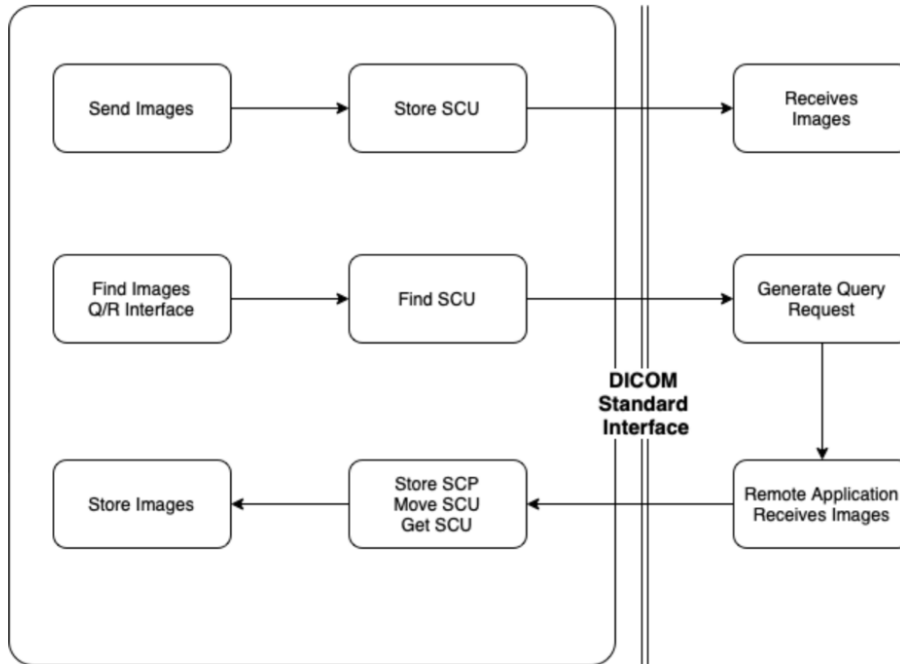 Send Images
Store SCU
Receives
Images
Find Images
Q/R Interface
Find SCU
Generate Query
Request
DICOM
Standard
Interface
Store Images
Store SCP
Move SCU
Get SCU
Remote Application
Receives Images